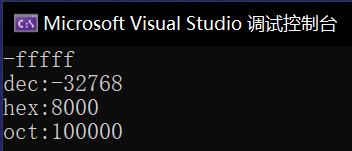 Microsoft Visual Studio 调试控制台
-fffff
dec:-32768
hex:8000
oct:100000